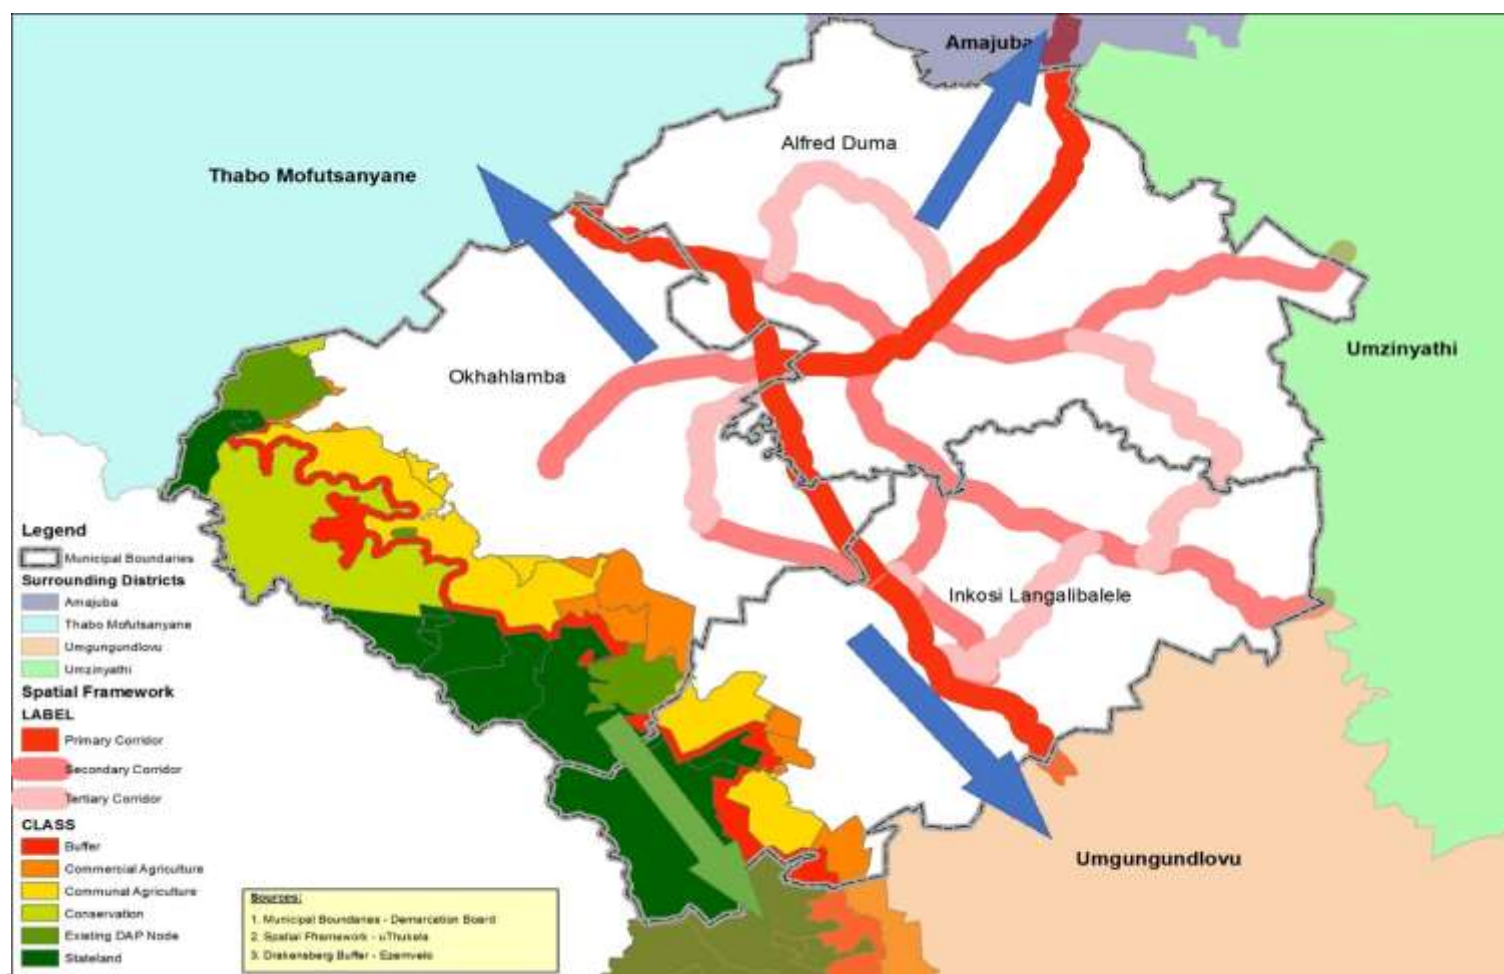 Amajuba
Alfred Duma
Thabo Mofutsanyane
Umzinyathi
Okhahlamba
Inkosi Langalibalele
Umgungundlovu
Legend
Municipal Boundaries
Surrounding Districts
Amajuba
Thabo Mofutsanyane
Umgungundlovu
Umzinyathi
Spatial Framework
LABEL
Primary Corridor
Secondary Corridor
Tertiary Corridor
CLASS
Buffer
Commercial Agriculture
Communal Agriculture
Conservation
Existing DAP Node
Stateland
Sources:
1. Municipal Boundaries - Demarcation Board
2. Spatial Fframework - uThukela
3. Drakensberg Buffer - Ezemvelo